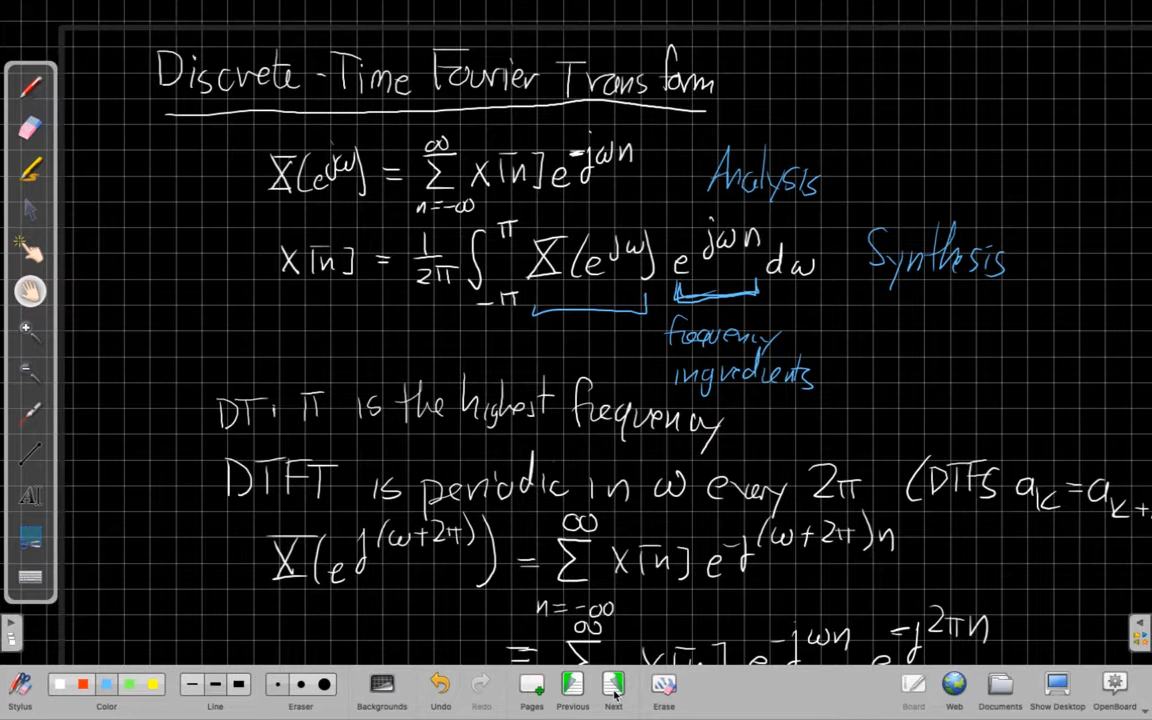 Discrete-Time Fourier Transform
X(e^{jω}) = ∞ Σ n=-∞ x[n] e^{-jωn} Analysis
x[n] = 1/2π ∫_{-π}^{π} X(e^{jω}) e^{jωn} dω Synthesis
frequency
ingredients
DT: π is the highest frequency
DTFT is periodic in ω every 2π (DTFS a_k = a_{k+
X(e^{j(ω+2π)}) = ∞ Σ n=-∞ x[n] e^{-j(ω+2π)n}
= ∞ Σ x[n] e^{-jωn} e^{-j2πn}
Stylus Color Line Eraser Backgrounds Undo Redo Pages Previous Next Erase Board Web Documents Show Desktop OpenBoard